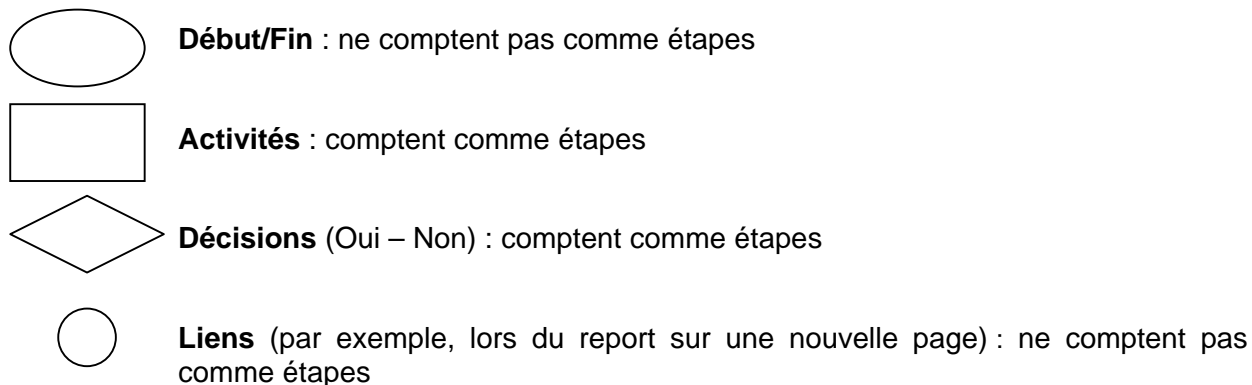 Début/Fin : ne comptent pas comme étapes
Activités : comptent comme étapes
Décisions (Oui – Non) : comptent comme étapes
Liens (par exemple, lors du report sur une nouvelle page) : ne comptent pas
comme étapes